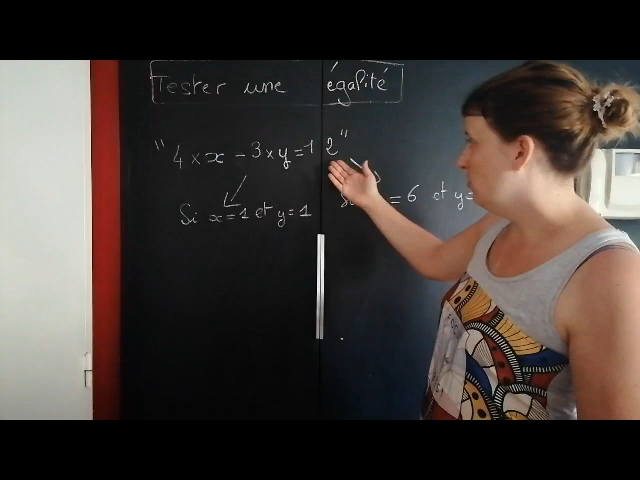 Tester une égalité
"4 × x - 3 × y = 12"
Si x = 1 et y = 1
= 6 et y =